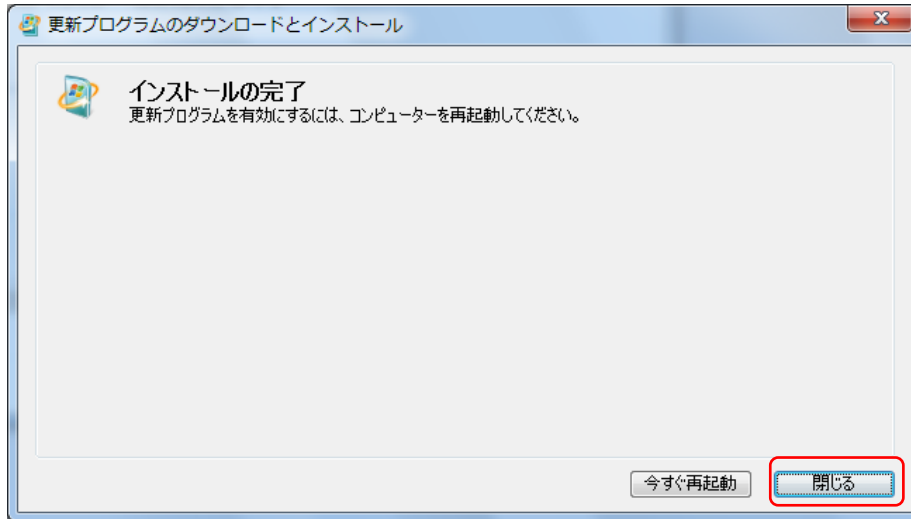 更新プログラムのダウンロードとインストール
インストールの完了
更新プログラムを有効にするには、コンピューターを再起動してください。
今すぐ再起動
閉じる